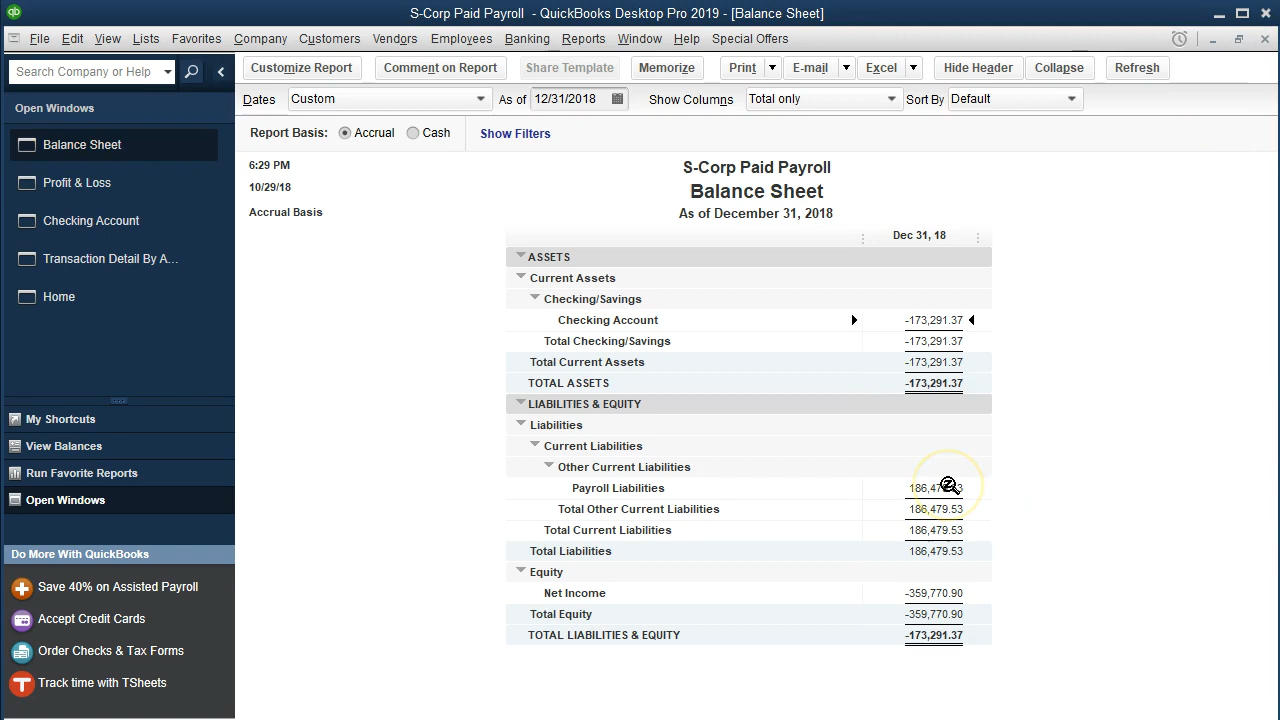 S-Corp Paid Payroll - QuickBooks Desktop Pro 2019 - [Balance Sheet]
File Edit View Lists Favorites Company Customers Vendors Employees Banking Reports Window Help Special Offers
Search Company or Help
Customize Report Comment on Report Share Template Memorize Print E-mail Excel Hide Header Collapse Refresh
Dates Custom As of 12/31/2018 Show Columns Total only Sort By Default
Report Basis: Accrual Cash Show Filters
Open Windows
Balance Sheet
Profit & Loss
Checking Account
Transaction Detail By A...
Home
My Shortcuts
View Balances
Run Favorite Reports
Open Windows
Do More With QuickBooks
Save 40% on Assisted Payroll
Accept Credit Cards
Order Checks & Tax Forms
Track time with TSheets
6:29 PM
10/29/18
Accrual Basis
S-Corp Paid Payroll
Balance Sheet
As of December 31, 2018
Dec 31, 18
ASSETS
Current Assets
Checking/Savings
Checking Account -173,291.37
Total Checking/Savings -173,291.37
Total Current Assets -173,291.37
TOTAL ASSETS -173,291.37
LIABILITIES & EQUITY
Liabilities
Current Liabilities
Other Current Liabilities
Payroll Liabilities
Total Other Current Liabilities 186,479.53
Total Current Liabilities 186,479.53
Total Liabilities 186,479.53
Equity
Net Income -359,770.90
Total Equity -359,770.90
TOTAL LIABILITIES & EQUITY -173,291.37